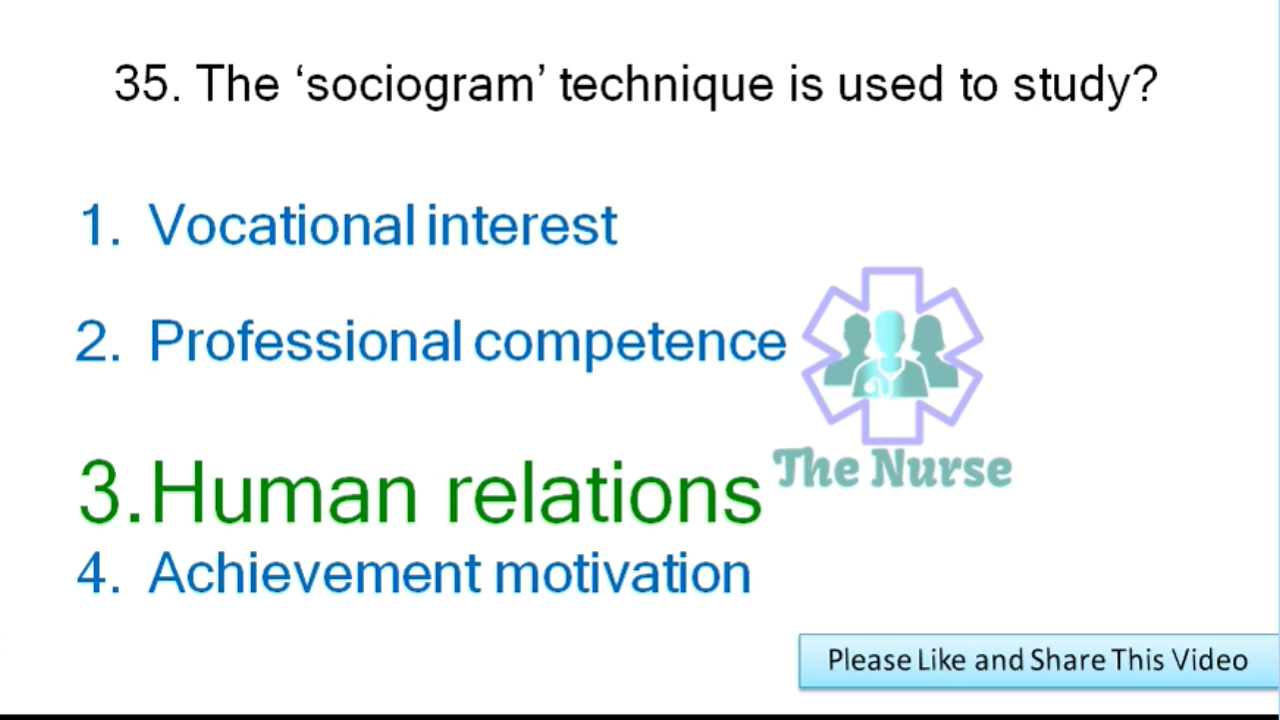 35. The ‘sociogram’ technique is used to study?
1. Vocational interest
2. Professional competence
3.Human relations
The Nurse
4. Achievement motivation
Please Like and Share This Video